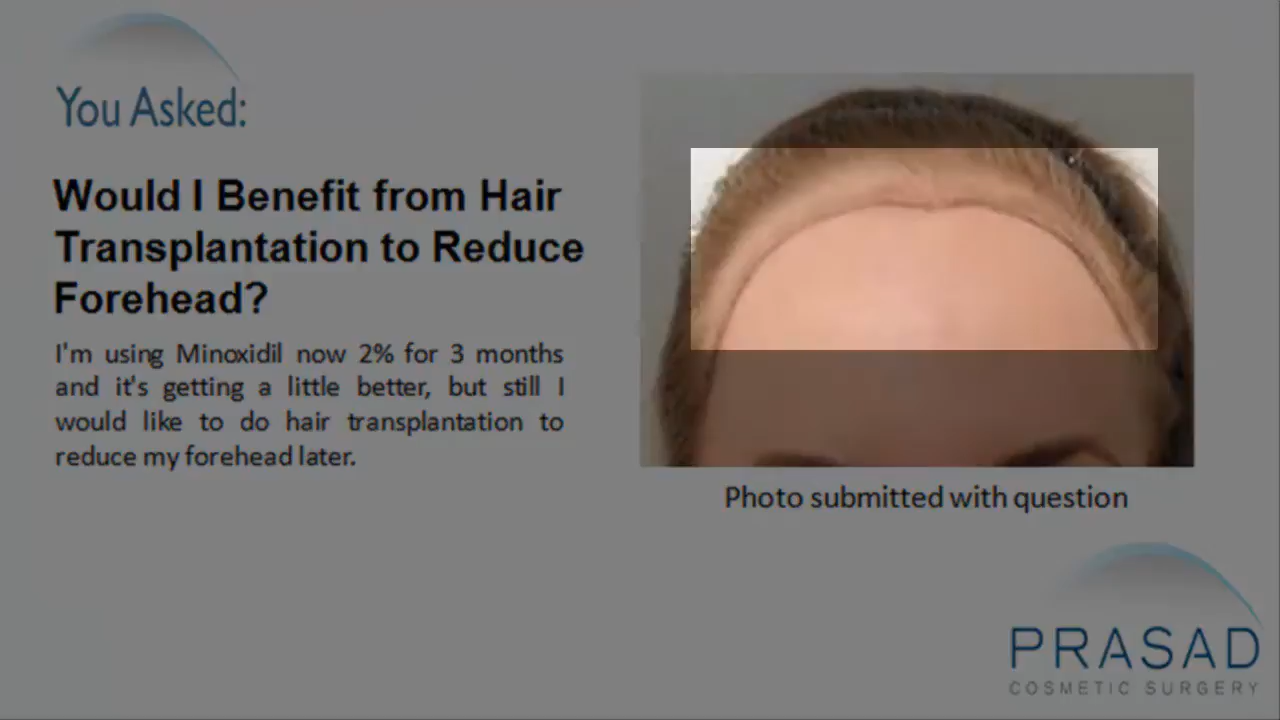 You Asked:
Would I Benefit from Hair
Transplantation to Reduce
Forehead?
I'm using Minoxidil now 2% for 3 months
and it's getting a little better, but still I
would like to do hair transplantation to
reduce my forehead later.
Photo submitted with question
PRASAD
COSMETIC SURGERY